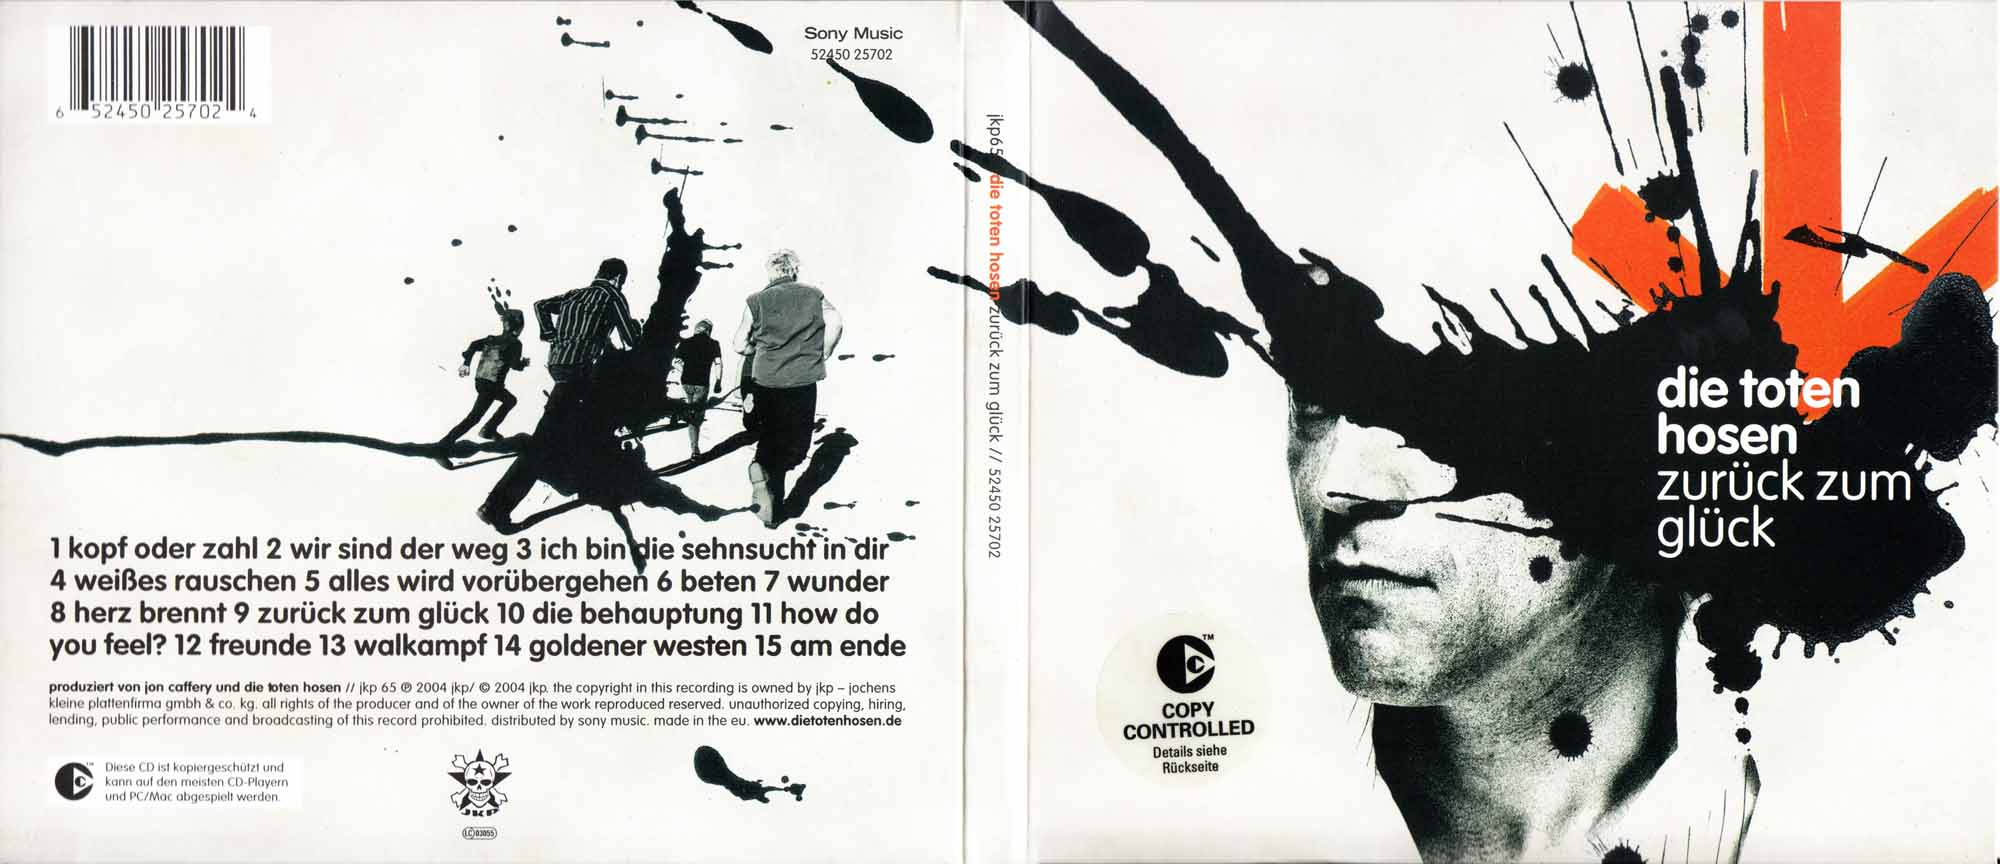 6 52450 25702 4
Sony Music
52450 25702
1 kopf oder zahl 2 wir sind der weg 3 ich bin die sehnsucht in dir
4 weißes rauschen 5 alles wird vorübergehen 6 beten 7 wunder
8 herz brennt 9 zurück zum glück 10 die behauptung 11 how do
you feel? 12 freunde 13 walkampf 14 goldener westen 15 am ende
produziert von jon caffery und die toten hosen // jkp 65 ℗ 2004 jkp/ © 2004 jkp. the copyright in this recording is owned by jkp – jochens
kleine plattenfirma gmbh & co. kg. all rights of the producer and of the owner of the work reproduced reserved. unauthorized copying, hiring,
lending, public performance and broadcasting of this record prohibited. distributed by sony music. made in the eu. www.dietotenhosen.de
TM
Diese CD ist kopiergeschützt und
kann auf den meisten CD-Playern
und PC/Mac abgespielt werden.
JKP
LC 03055
jkp65 die toten hosen zurück zum glück // 52450 25702
die toten
hosen
zurück zum
glück
C
TM
COPY
CONTROLLED
Details siehe
Rückseite